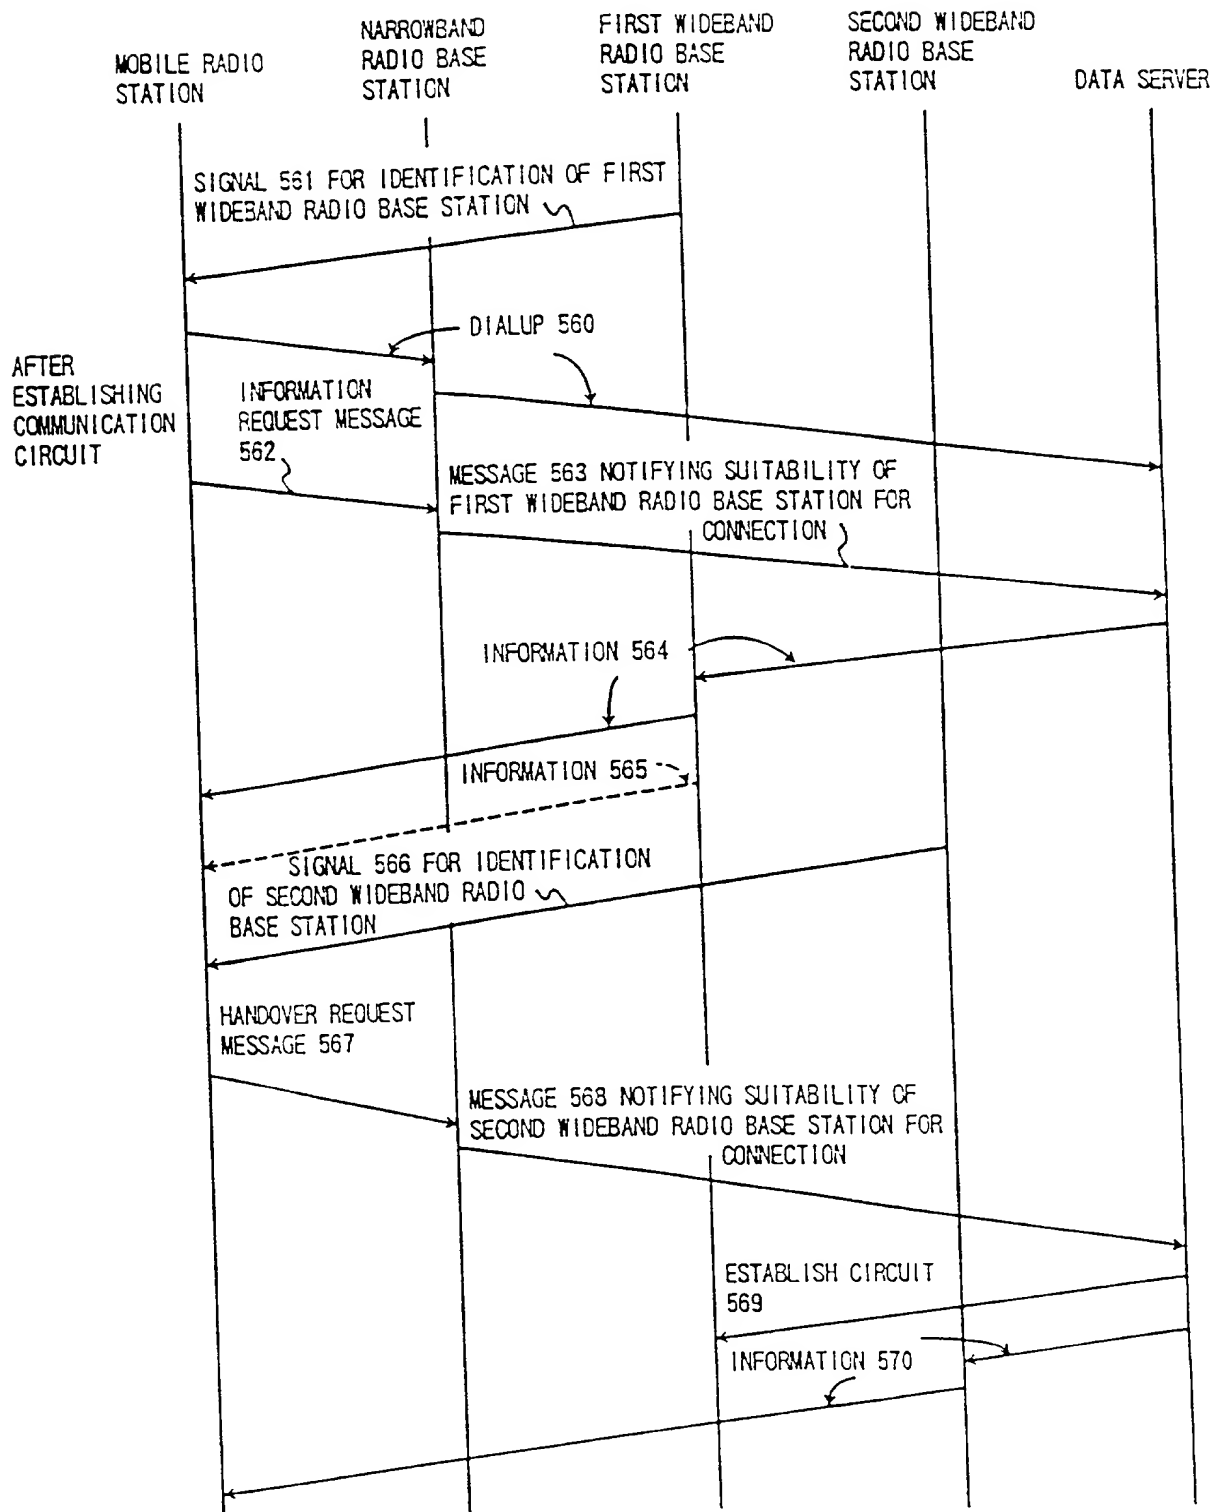 MOBILE RADIO
STATION
NARROWBAND
RADIO BASE
STATION
FIRST WIDEBAND
RADIO BASE
STATION
SECOND WIDEBAND
RADIO BASE
STATION
DATA SERVER
SIGNAL 561 FOR IDENTIFICATION OF FIRST
WIDEBAND RADIO BASE STATION
DIALUP 560
AFTER
ESTABLISHING
COMMUNICATION
CIRCUIT
INFORMATION
REQUEST MESSAGE
562
MESSAGE 563 NOTIFYING SUITABILITY OF
FIRST WIDEBAND RADIO BASE STATION FOR
CONNECTION
INFORMATION 564
INFORMATION 565
SIGNAL 566 FOR IDENTIFICATION
OF SECOND WIDEBAND RADIO
BASE STATION
HANDOVER REQUEST
MESSAGE 567
MESSAGE 568 NOTIFYING SUITABILITY OF
SECOND WIDEBAND RADIO BASE STATION FOR
CONNECTION
ESTABLISH CIRCUIT
569
INFORMATION 570